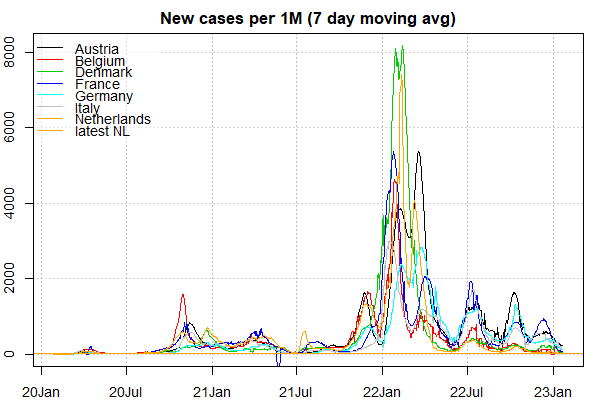 New cases per 1M (7 day moving avg)
8000
6000
4000
2000
0
Austria
Belgium
Denmark
France
Germany
Italy
Netherlands
latest NL
20Jan 20Jul 21Jan 21Jul 22Jan 22Jul 23Jan